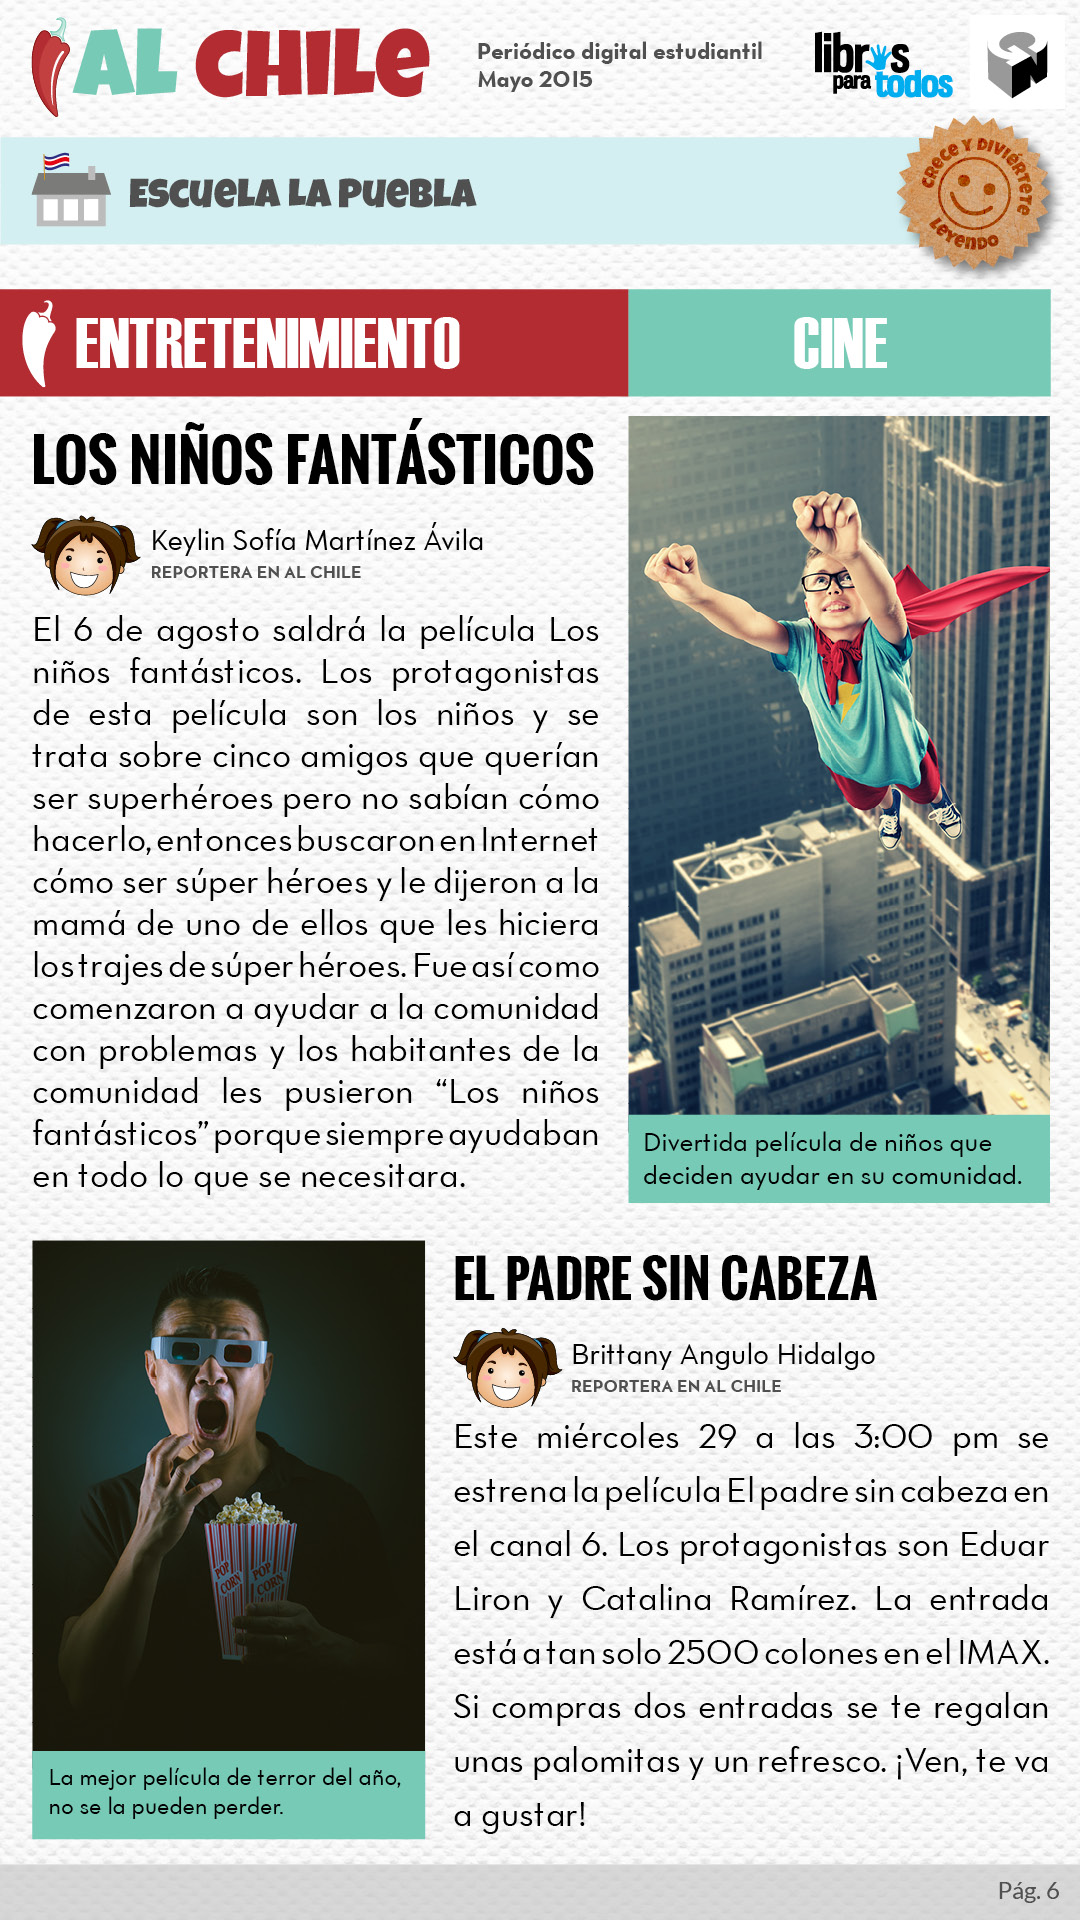 AL CHILE
Periódico digital estudiantil
Mayo 2015
libros
para todos
CRECE Y DIVIÉRTETE
LEYENDO
ESCUELA LA PUEBLA
ENTRETENIMIENTO
CINE
LOS NIÑOS FANTÁSTICOS
Keylin Sofía Martínez Ávila
REPORTERA EN AL CHILE
El 6 de agosto saldrá la película Los
niños fantásticos. Los protagonistas
de esta película son los niños y se
trata sobre cinco amigos que querían
ser superhéroes pero no sabían cómo
hacerlo, entonces buscaron en Internet
cómo ser súper héroes y le dijeron a la
mamá de uno de ellos que les hiciera
los trajes de súper héroes. Fue así como
comenzaron a ayudar a la comunidad
con problemas y los habitantes de la
comunidad les pusieron “Los niños
fantásticos” porque siempre ayudaban
en todo lo que se necesitara.
Divertida película de niños que
deciden ayudar en su comunidad.
EL PADRE SIN CABEZA
Brittany Angulo Hidalgo
REPORTERA EN AL CHILE
Este miércoles 29 a las 3:00 pm se
estrena la película El padre sin cabeza en
el canal 6. Los protagonistas son Eduar
Liron y Catalina Ramírez. La entrada
está a tan solo 2500 colones en el IMAX.
Si compras dos entradas se te regalan
unas palomitas y un refresco. ¡Ven, te va
a gustar!
POP
CORN
POP
CORN
La mejor película de terror del año,
no se la pueden perder.
Pág. 6